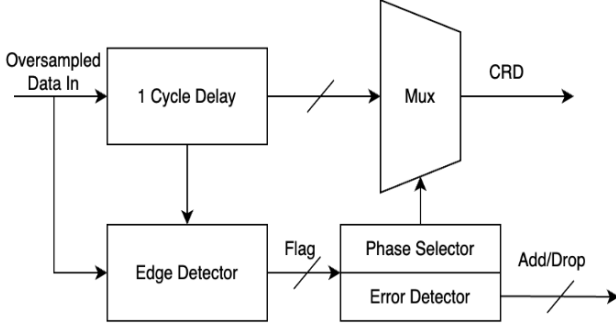 Oversampled
Data In
1 Cycle Delay
Mux
CRD
Edge Detector
Flag
Phase Selector
Error Detector
Add/Drop